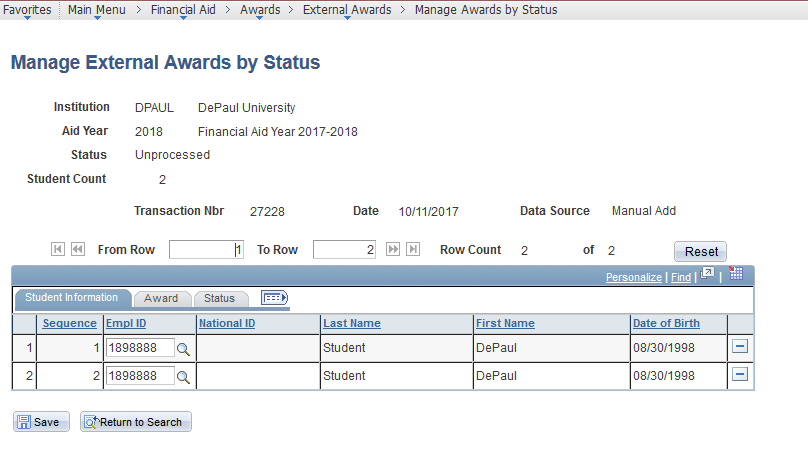 Favorites Main Menu > Financial Aid > Awards > External Awards > Manage Awards by Status
Manage External Awards by Status
Institution DPAUL DePaul University
Aid Year 2018 Financial Aid Year 2017-2018
Status Unprocessed
Student Count 2
Transaction Nbr 27228 Date 10/11/2017 Data Source Manual Add
From Row 1 To Row 2 Row Count 2 of 2 Reset
Personalize | Find | |
Student Information Award Status
Sequence Empl ID National ID Last Name First Name Date of Birth
1 1 1898888 Student DePaul 08/30/1998
2 2 1898888 Student DePaul 08/30/1998
Save Return to Search